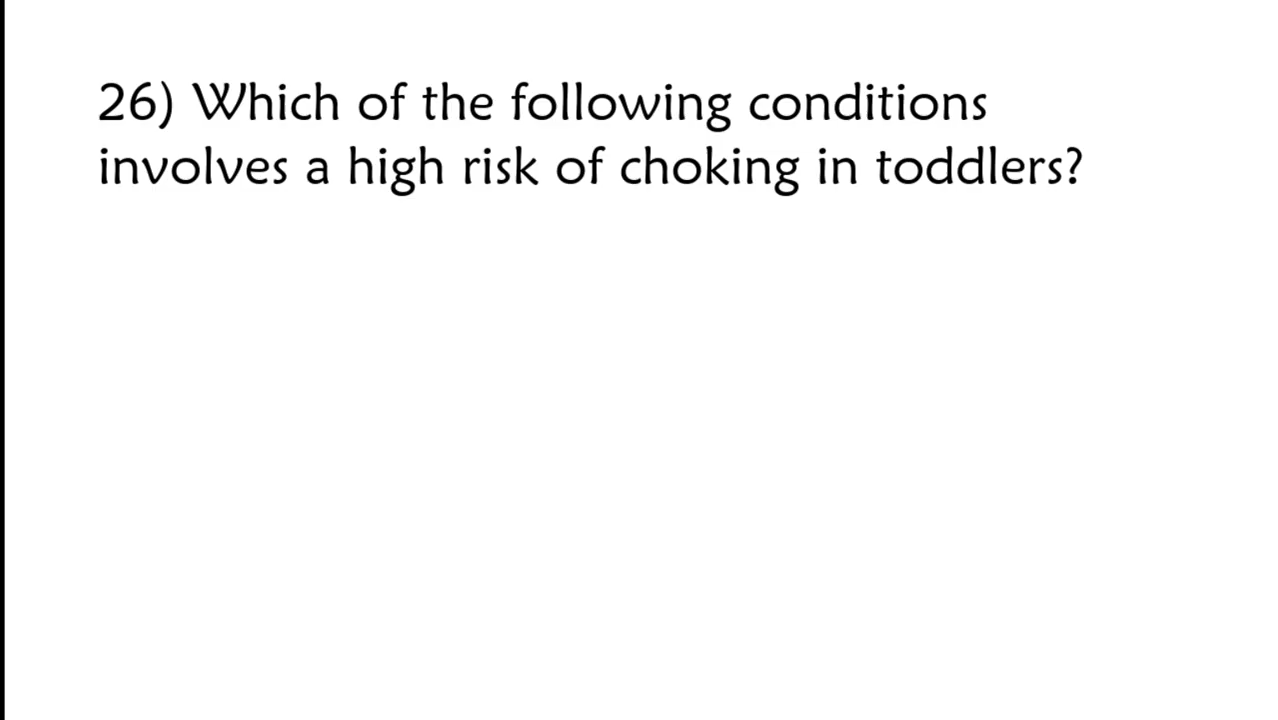 26) Which of the following conditions
involves a high risk of choking in toddlers?